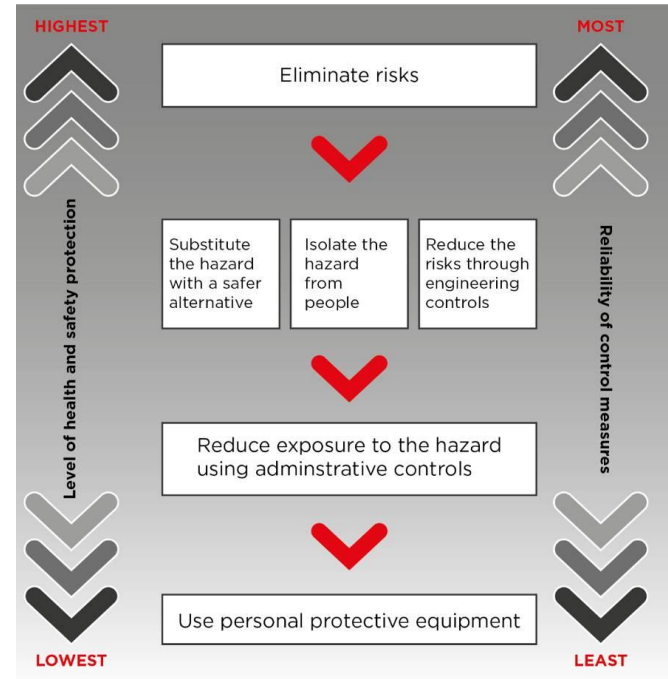 HIGHEST
MOST
Eliminate risks
Level of health and safety protection
Reliability of control measures
Substitute
the hazard
with a safer
alternative
Isolate the
hazard
from
people
Reduce the
risks through
engineering
controls
Reduce exposure to the hazard
using adminstrative controls
Use personal protective equipment
LOWEST
LEAST